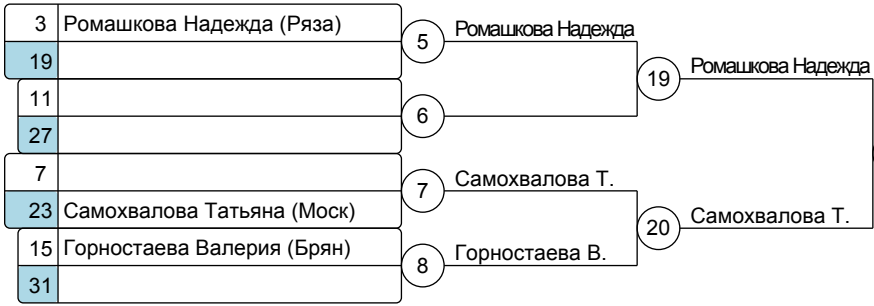 3 Ромашкова Надежда (Ряза)
19
5 Ромашкова Надежда
11
27
6
19 Ромашкова Надежда
7
23 Самохвалова Татьяна (Моск)
7 Самохвалова Т.
15 Горностаева Валерия (Брян)
31
8 Горностаева В.
20 Самохвалова Т.